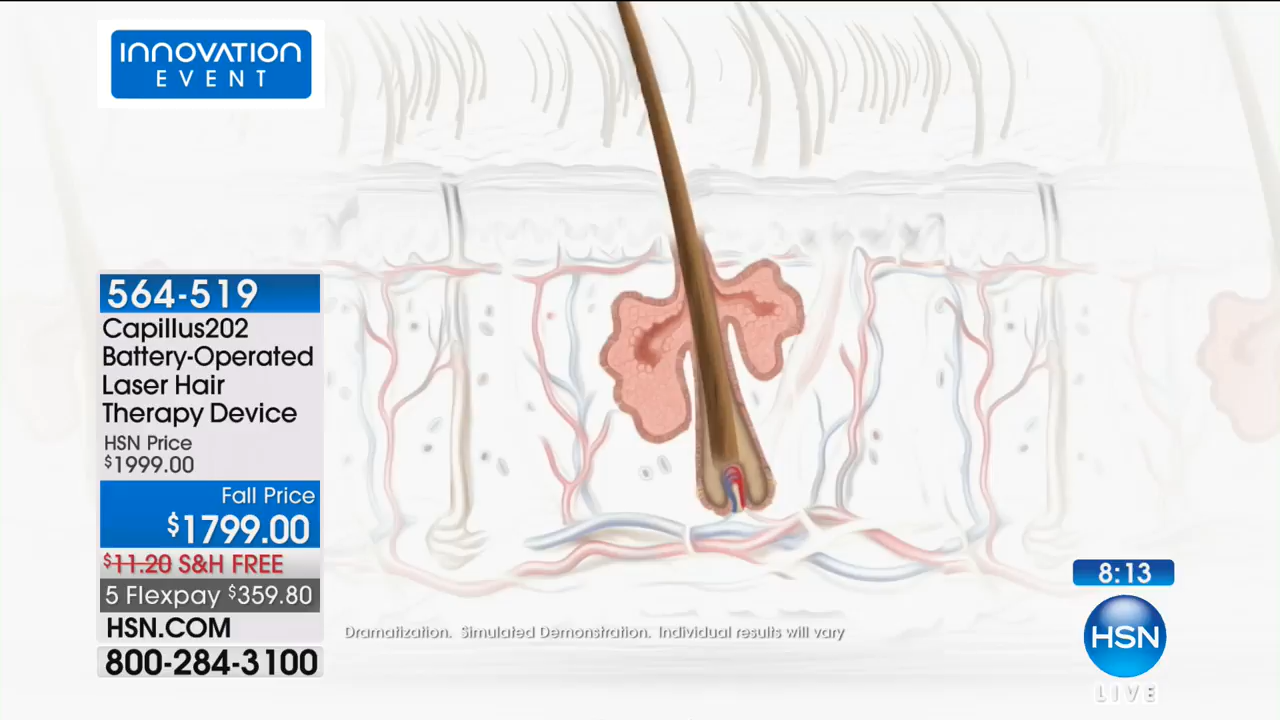 INNOVATION
EVENT
564-519
Capillus202
Battery-Operated
Laser Hair
Therapy Device
HSN Price
$1999.00
Fall Price
$1799.00
$11.20 S&H FREE
5 Flexpay $359.80
HSN.COM
800-284-3100
Dramatization. Simulated Demonstration. Individual results will vary
8:13
HSN
LIVE